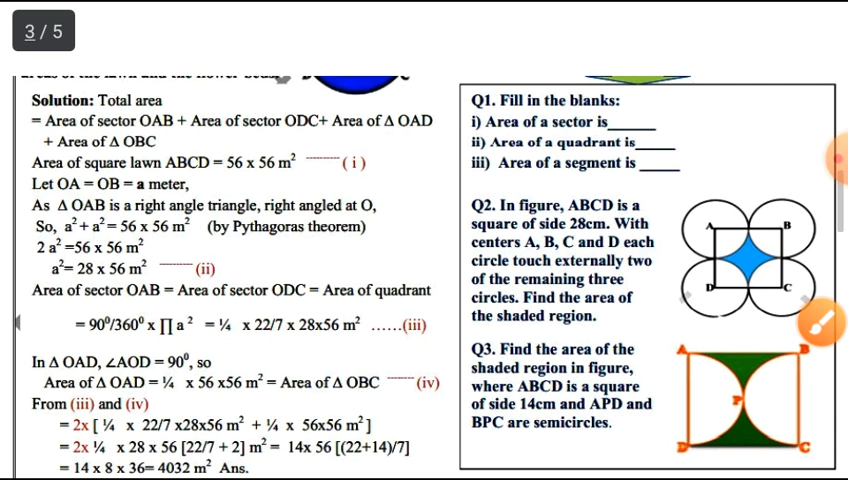 3 / 5
Solution: Total area
= Area of sector OAB + Area of sector ODC+ Area of Δ OAD
+ Area of Δ OBC
Area of square lawn ABCD = 56 x 56 m² ------- ( i )
Let OA = OB = a meter,
As Δ OAB is a right angle triangle, right angled at O,
So, a² + a² = 56 x 56 m² (by Pythagoras theorem)
2 a² =56 x 56 m²
a²= 28 x 56 m² ------- (ii)
Area of sector OAB = Area of sector ODC = Area of quadrant
= 90⁰/360⁰ x ∏ a ² = ¼ x 22/7 x 28x56 m² ......(iii)
In Δ OAD, ∠AOD = 90⁰, so
Area of Δ OAD = ¼ x 56 x56 m² = Area of Δ OBC ------ (iv)
From (iii) and (iv)
= 2x [ ¼ x 22/7 x28x56 m² + ¼ x 56x56 m² ]
= 2x ¼ x 28 x 56 [22/7 + 2] m² = 14x 56 [(22+14)/7]
= 14 x 8 x 36= 4032 m² Ans.
Q1. Fill in the blanks:
i) Area of a sector is______
ii) Area of a quadrant is_____
iii) Area of a segment is _____
Q2. In figure, ABCD is a
square of side 28cm. With
centers A, B, C and D each
circle touch externally two
of the remaining three
circles. Find the area of
the shaded region.
A B
D C
Q3. Find the area of the
shaded region in figure,
where ABCD is a square
of side 14cm and APD and
BPC are semicircles.
A B
P
D C